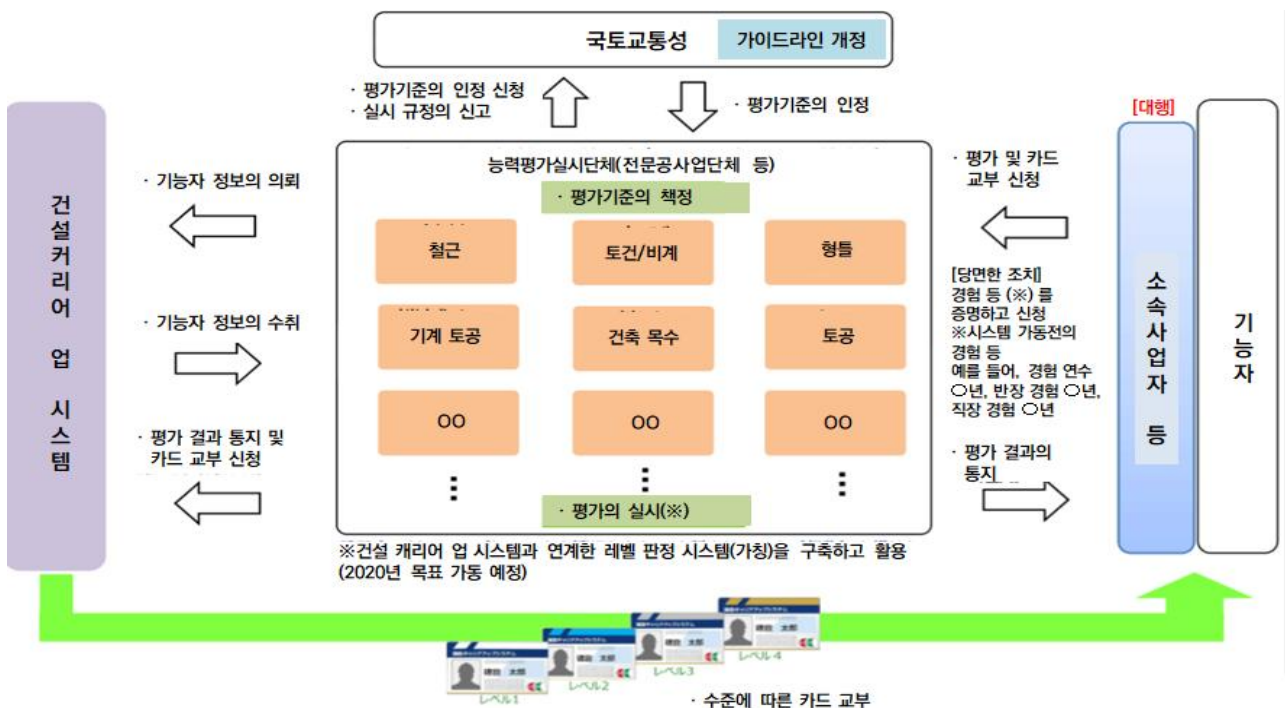 국토교통성
가이드라인 개정
· 평가기준의 인정 신청
· 실시 규정의 신고
· 평가기준의 인정
건설커리어 업 시스템
· 기능자 정보의 의뢰
· 기능자 정보의 수취
· 평가 결과 통지 및
카드 교부 신청
능력평가실시단체(전문공사업단체 등)
· 평가기준의 책정
철근
토건/비계
형틀
기계 토공
건축 목수
토공
OO
OO
OO
· 평가의 실시(※)
※건설 캐리어 업 시스템과 연계한 레벨 판정 시스템(가칭)을 구축하고 활용
(2020년 목표 가동 예정)
· 평가 및 카드
교부 신청
[당면한 조치]
경험 등 (※) 를
증명하고 신청
※시스템 가동전의
경험 등
예를 들어, 경험 연수
〇년, 반장 경험 〇년,
직장 경험 〇년
· 평가 결과의
통지
[대행]
소속사업자 등
기능자
レベル1
レベル2
レベル3
レベル4
· 수준에 따른 카드 교부